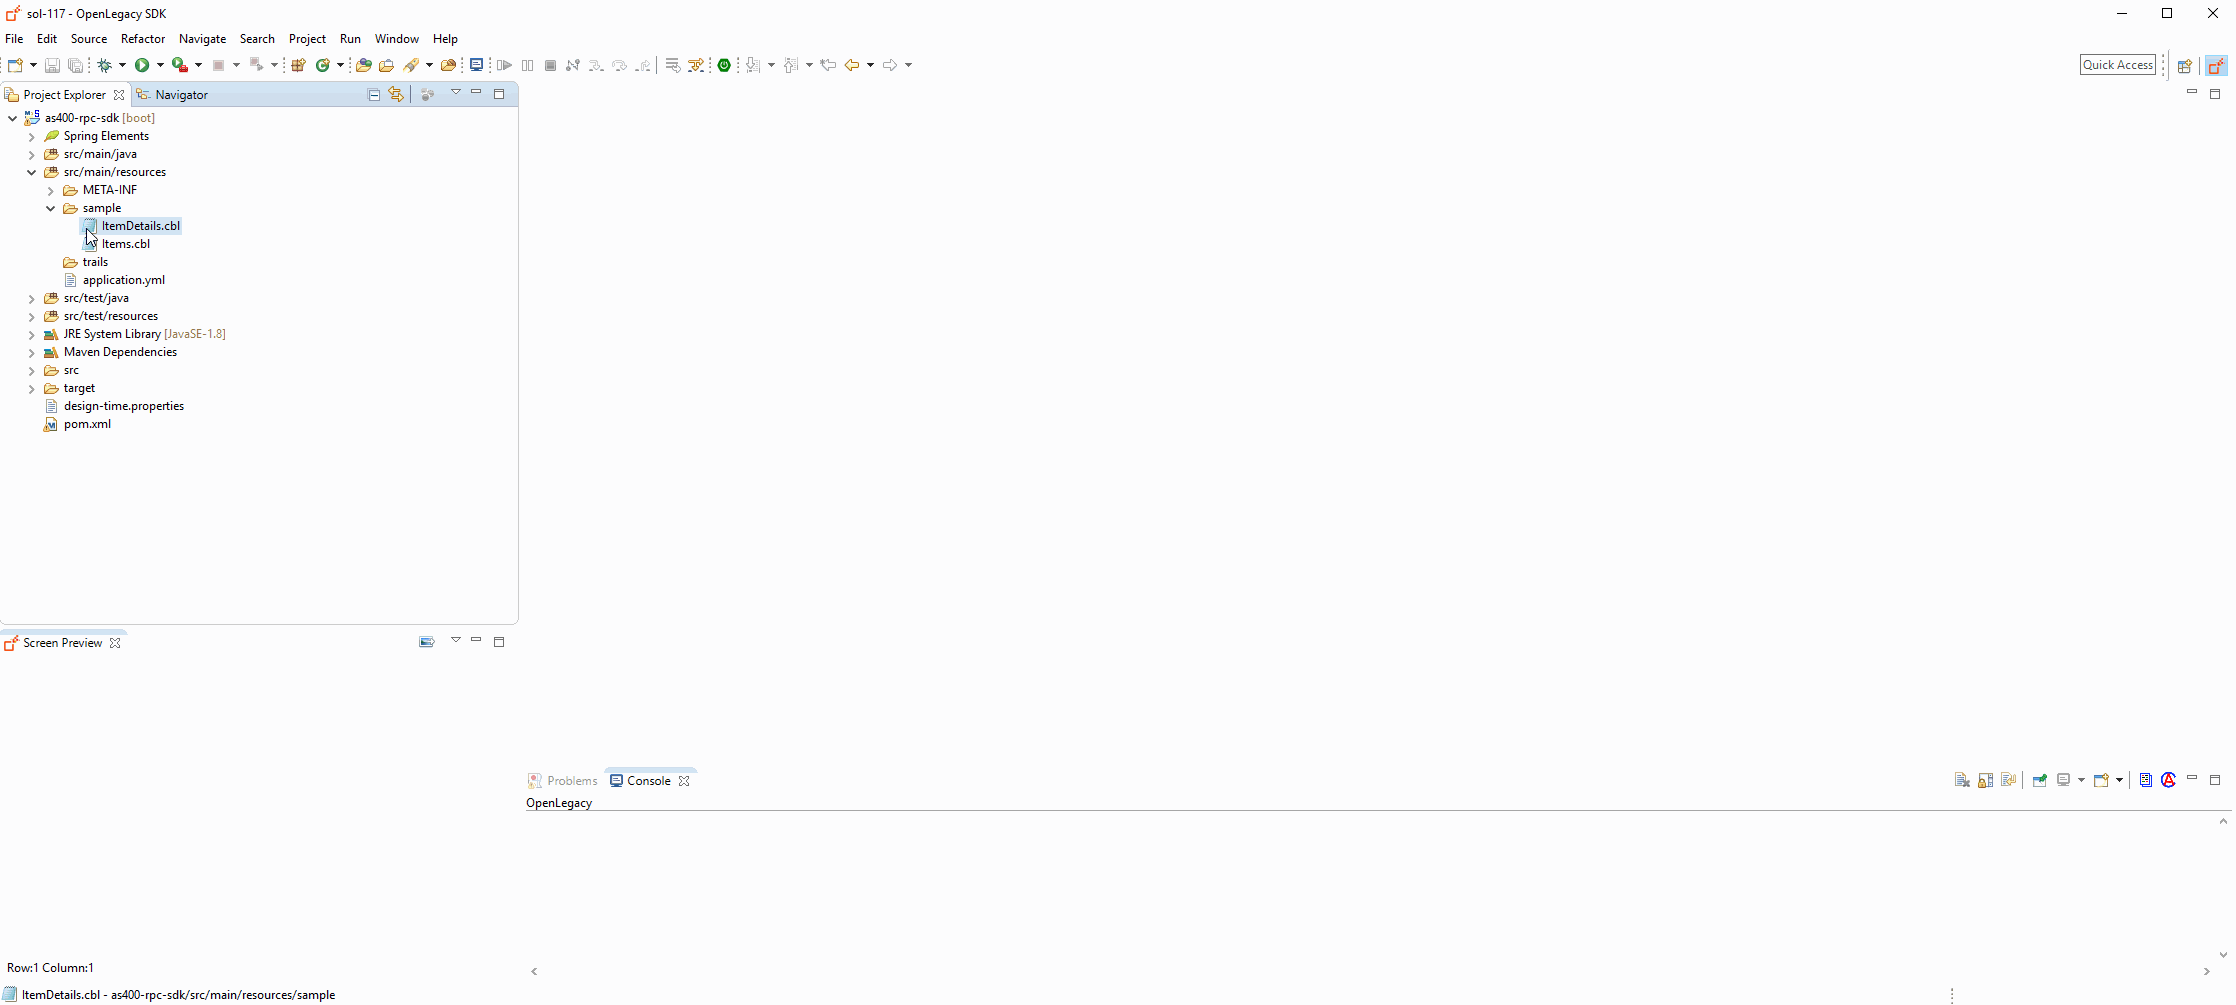 sol-117 - OpenLegacy SDK
File Edit Source Refactor Navigate Search Project Run Window Help
Quick Access
Project Explorer Navigator
as400-rpc-sdk [boot]
Spring Elements
src/main/java
src/main/resources
META-INF
sample
ItemDetails.cbl
Items.cbl
trails
application.yml
src/test/java
src/test/resources
JRE System Library [JavaSE-1.8]
Maven Dependencies
src
target
design-time.properties
pom.xml
Screen Preview
Problems Console
OpenLegacy
Row:1 Column:1
ItemDetails.cbl - as400-rpc-sdk/src/main/resources/sample